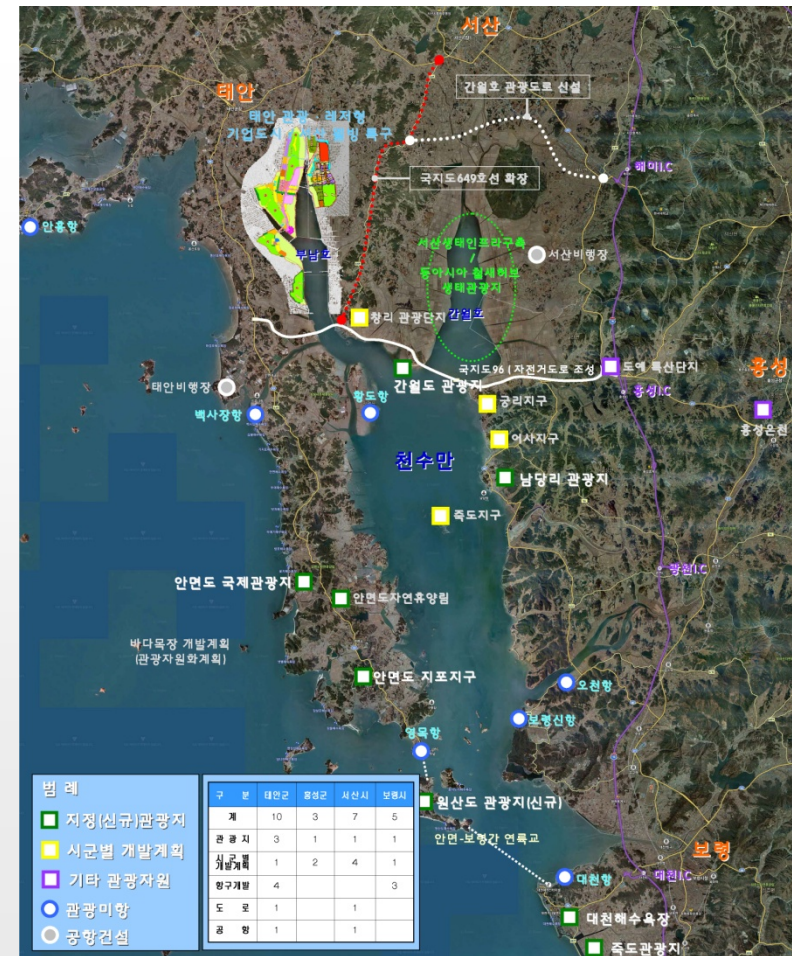 서산
간월호 관광도로 신설
태안
태안 관광 레저형
기업도시
해미I.C
국지도649호선 확장
안흥항
서산생태인프라구축
/
동아시아 철새허브
생태관광지
서산비행장
부남호
창리 관광단지
간월호
국지도96 ( 자전거도로 조성 )
도예 특산단지
홍성
간월도 관광지
태안비행장
홍성I.C
황도항
궁리지구
백사장항
홍성온천
어사지구
천수만
남당리 관광지
죽도지구
광천I.C
안면도 국제관광지
안면도자연휴양림
바다목장 개발계획
(관광자원화계획)
안면도 지포지구
오천항
보령신항
영목항
원산도 관광지(신규)
안면-보령간 연륙교
보령
대천항
대천I.C
대천해수욕장
죽도관광지
범 례
지정(신규)관광지
시군별 개발계획
기타 관광자원
관광미항
공항건설
구 분 태안군 홍성군 서산시 보령시
계 10 3 7 5
관 광 지 3 1 1 1
시 군 별
개발계획 1 2 4 1
항구개발 4 3
도 로 1 1
공 항 1 1